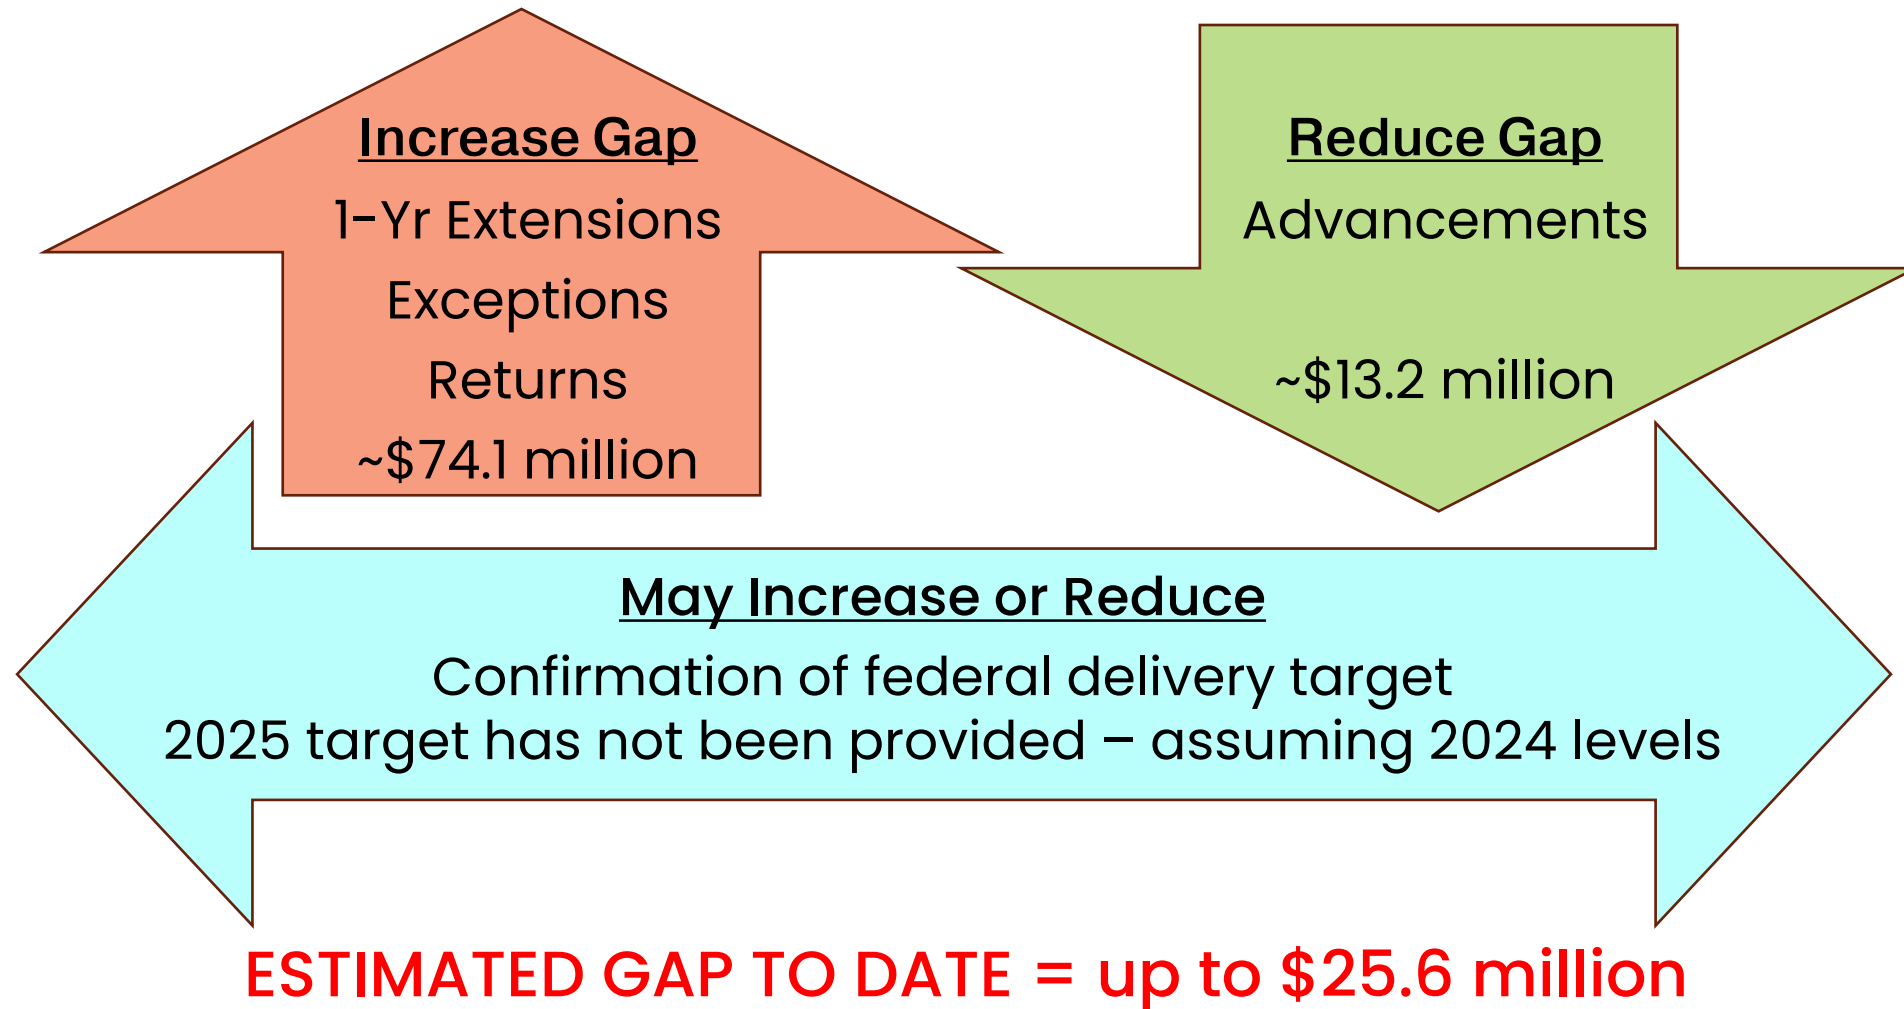 Increase Gap
1-Yr Extensions
Exceptions
Returns
~$74.1 million
Reduce Gap
Advancements
~$13.2 million
May Increase or Reduce
Confirmation of federal delivery target
2025 target has not been provided – assuming 2024 levels
ESTIMATED GAP TO DATE = up to $25.6 million